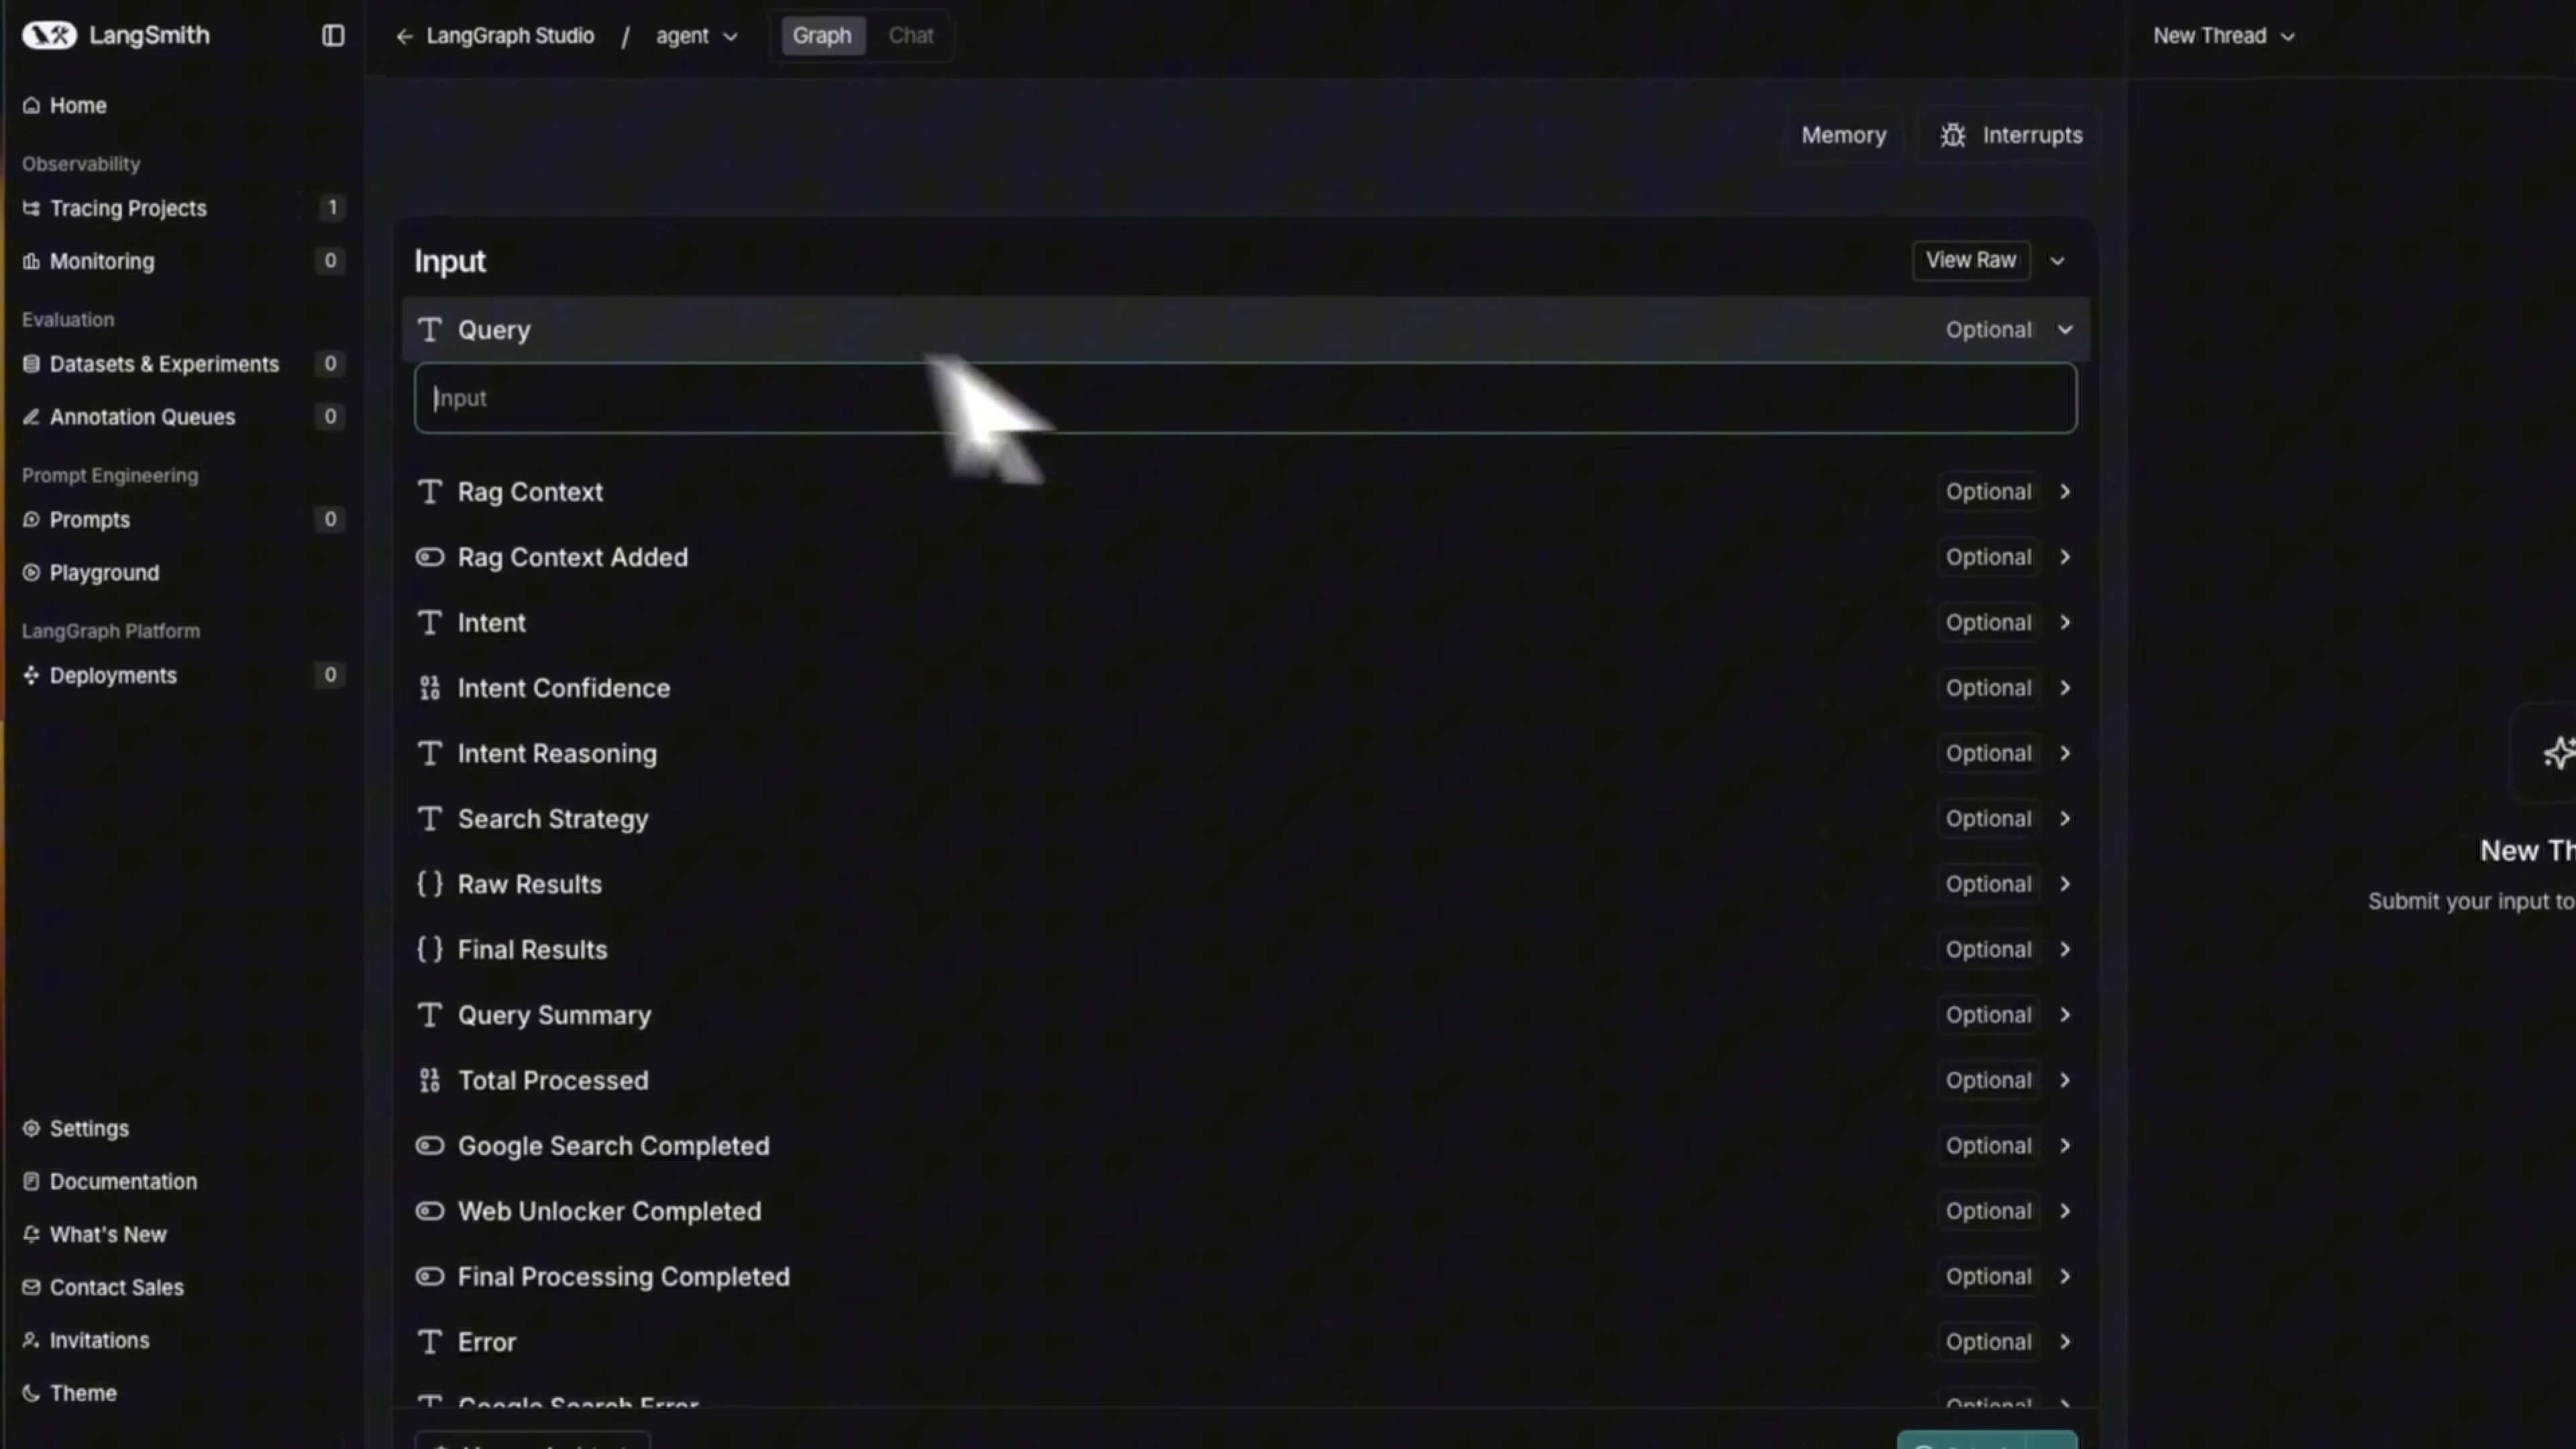 LangSmith
Home
Observability
Tracing Projects 1
Monitoring 0
Evaluation
Datasets & Experiments 0
Annotation Queues 0
Prompt Engineering
Prompts 0
Playground
LangGraph Platform
Deployments 0
Settings
Documentation
What's New
Contact Sales
Invitations
Theme
LangGraph Studio / agent Graph Chat
Memory Interrupts
Input View Raw
Query Optional
Input
Rag Context Optional
Rag Context Added Optional
Intent Optional
Intent Confidence Optional
Intent Reasoning Optional
Search Strategy Optional
Raw Results Optional
Final Results Optional
Query Summary Optional
Total Processed Optional
Google Search Completed Optional
Web Unlocker Completed Optional
Final Processing Completed Optional
Error Optional
Google Search Error Optional
New Thread
New Th
Submit your input to